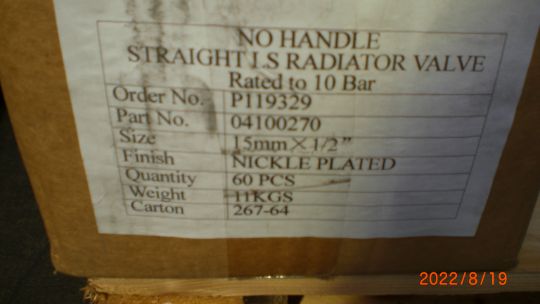 NO HANDLE
STRAIGHT L.S RADIATOR VALVE
Rated to 10 Bar
Order No. P119329
Part No. 04100270
Size 15mm×1/2”
Finish NICKLE PLATED
Quantity 60 PCS
Weight 11KGS
Carton 267-64
2022/8/19